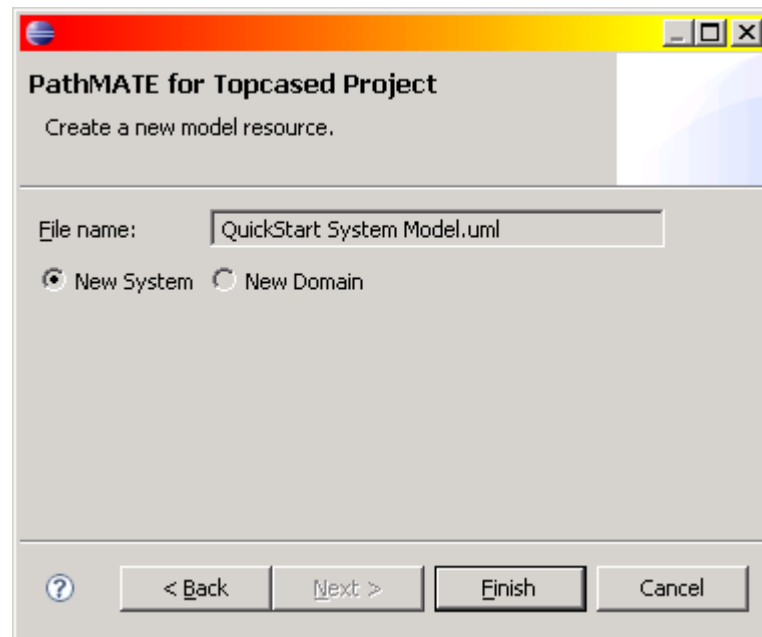 PathMATE for Topcased Project
Create a new model resource.
File name: QuickStart System Model.uml
New System New Domain
? < Back Next > Finish Cancel